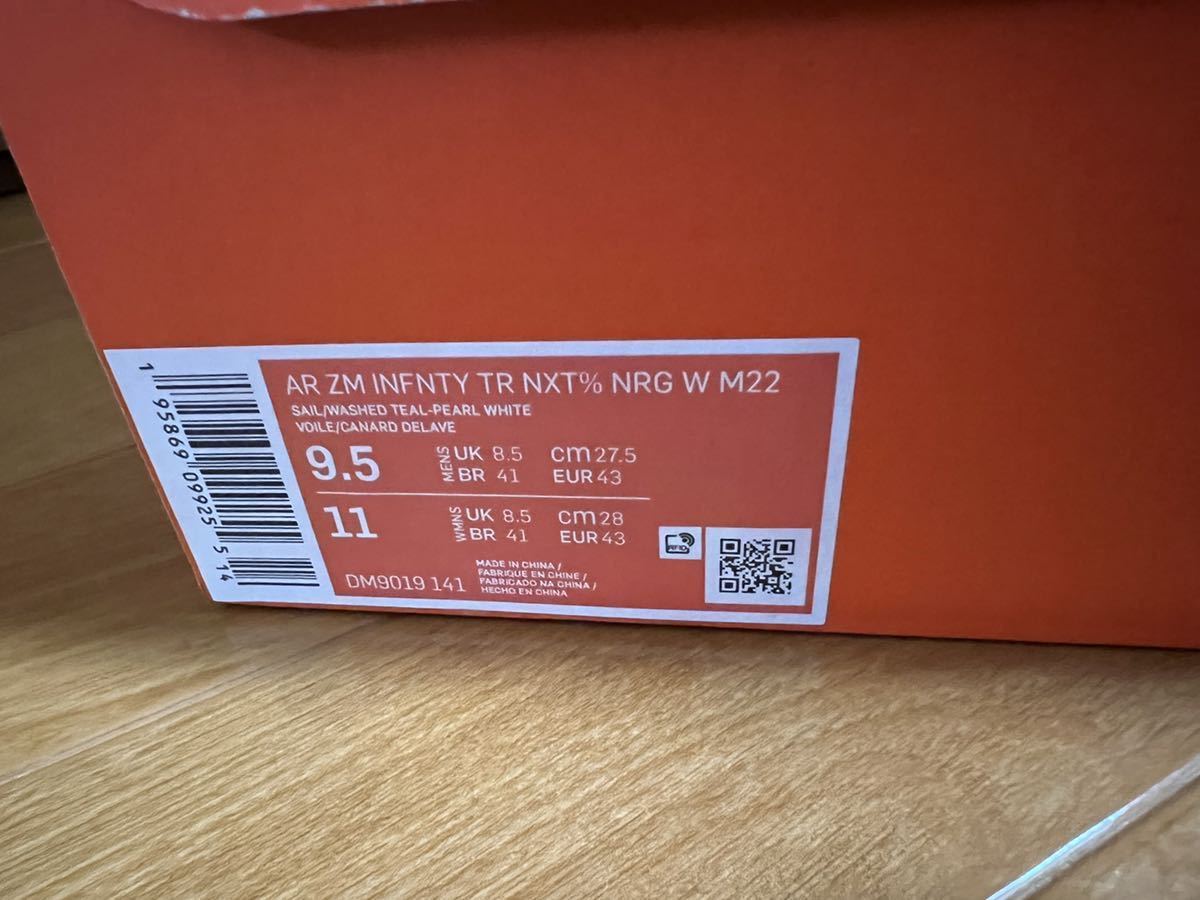 AR ZM INFNTY TR NXT% NRG W M22
SAIL/WASHED TEAL-PEARL WHITE
VOILE/CANARD DELAVE
9.5 MENS UK 8.5 cm 27.5
BR 41 EUR 43
11 WMNS UK 8.5 cm 28
BR 41 EUR 43
DM9019 141
MADE IN CHINA /
FABRIQUE EN CHINE /
FABRICADO NA CHINA /
HECHO EN CHINA
RFID
1 95869 09925 5 14